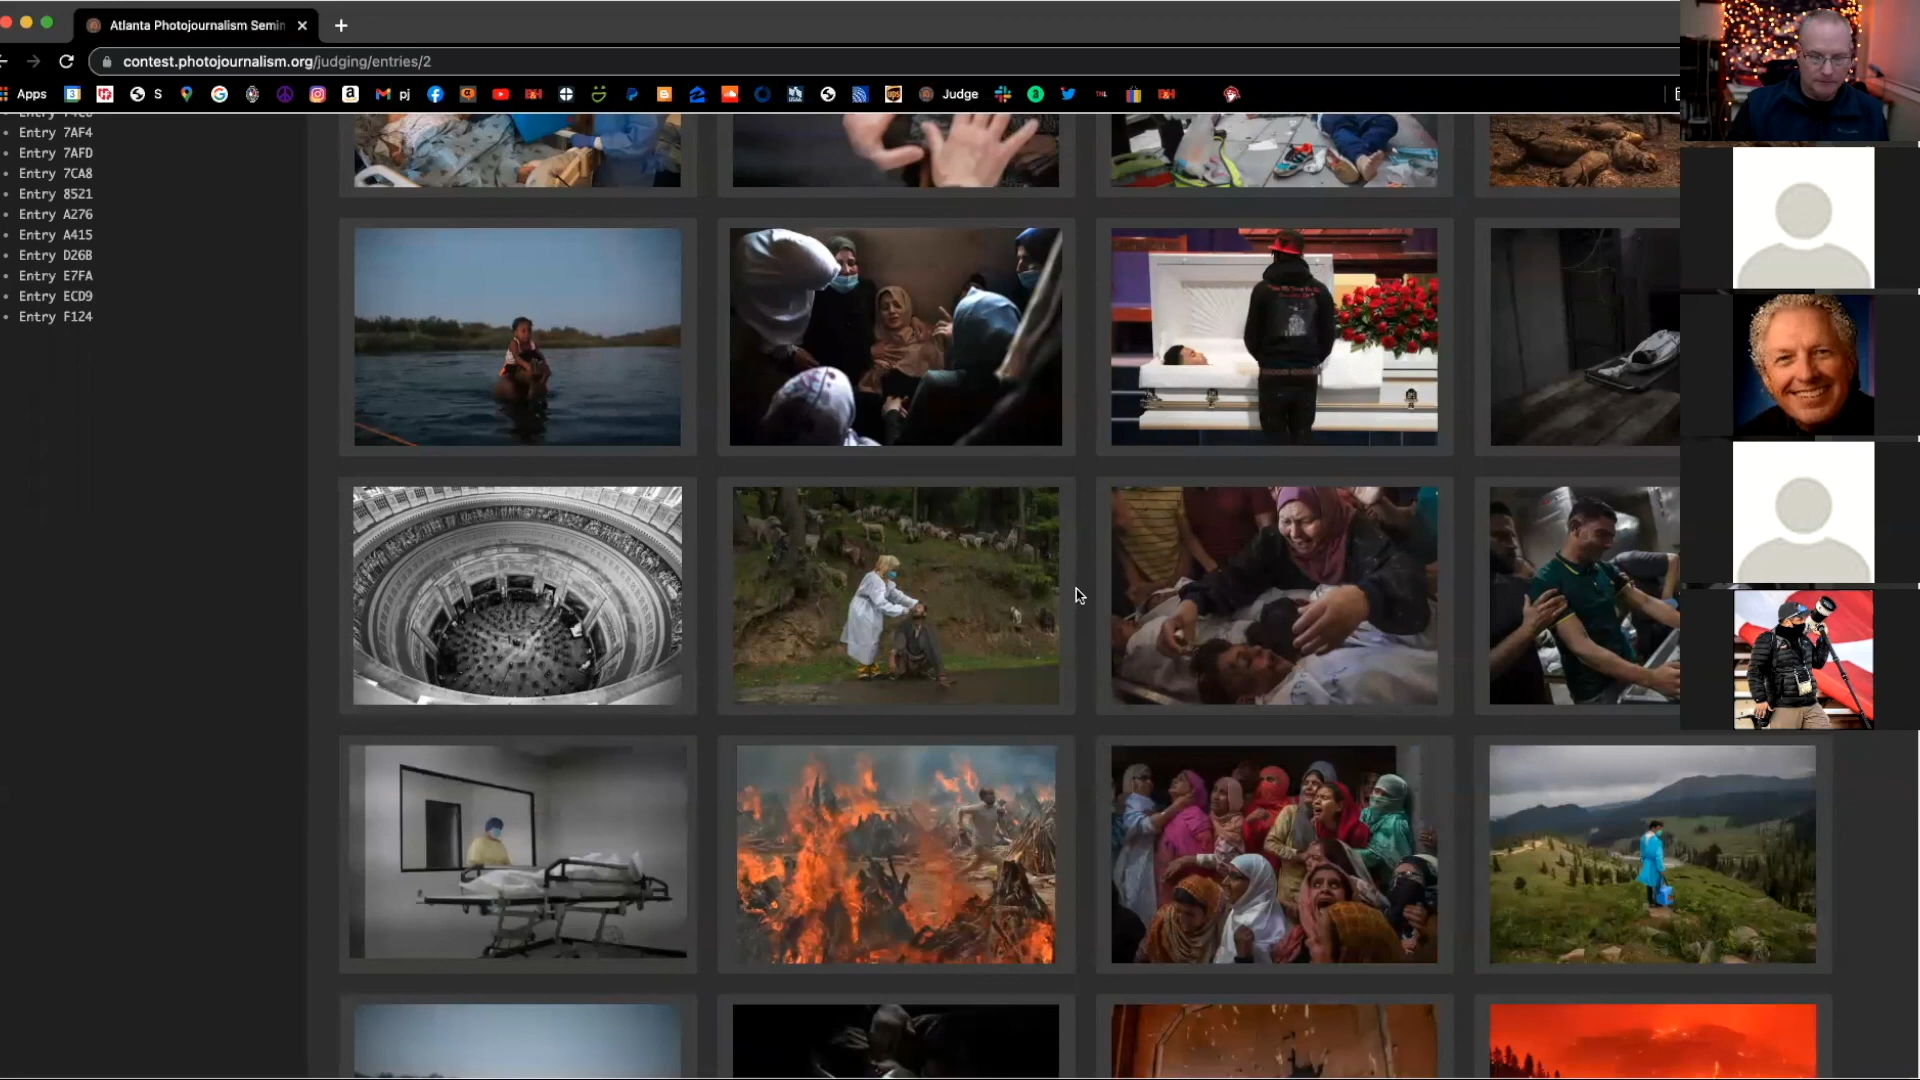 Atlanta Photojournalism Semin
contest.photojournalism.org/judging/entries/2
Apps
S
pj
Judge
Entry 7AF4
Entry 7AFD
Entry 7CA8
Entry 8521
Entry A276
Entry A415
Entry D26B
Entry E7FA
Entry ECD9
Entry F124